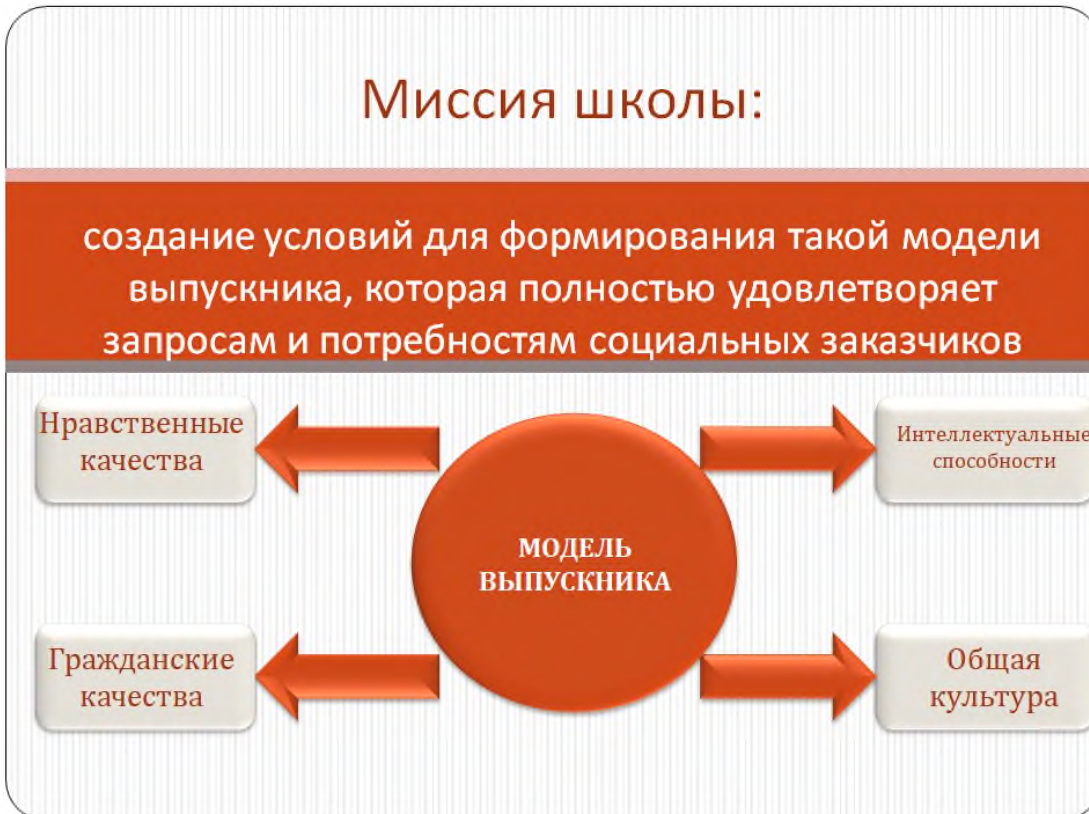 Миссия школы:
создание условий для формирования такой модели
выпускника, которая полностью удовлетворяет
запросам и потребностям социальных заказчиков
Нравственные
качества
Интеллектуальные
способности
МОДЕЛЬ
ВЫПУСКНИКА
Гражданские
качества
Общая
культура